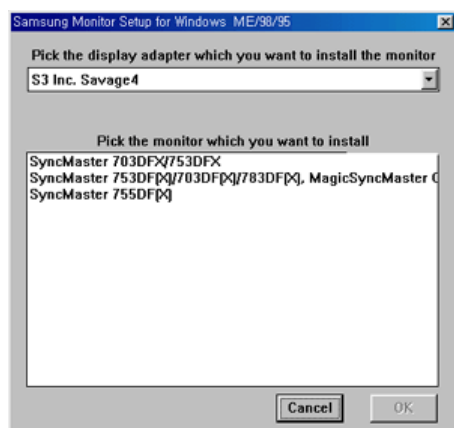 Samsung Monitor Setup for Windows ME/98/95
Pick the display adapter which you want to install the monitor
S3 Inc. Savage4
Pick the monitor which you want to install
SyncMaster 703DFX/753DFX
SyncMaster 753DF[X]/703DF[X]/783DF[X], MagicSyncMaster
SyncMaster 755DF[X]
Cancel
OK